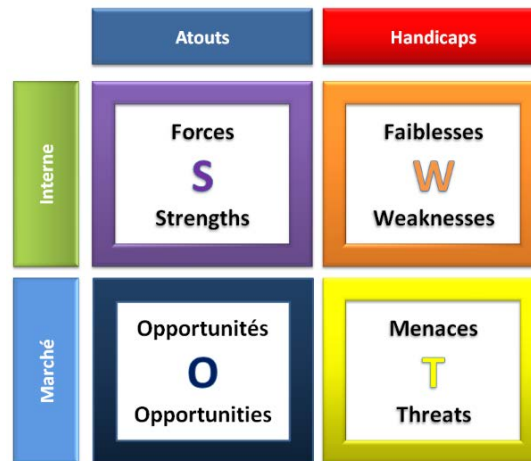 Atouts
Handicaps
Interne
Forces
S
Strengths
Faiblesses
W
Weaknesses
Marché
Opportunités
O
Opportunities
Menaces
T
Threats